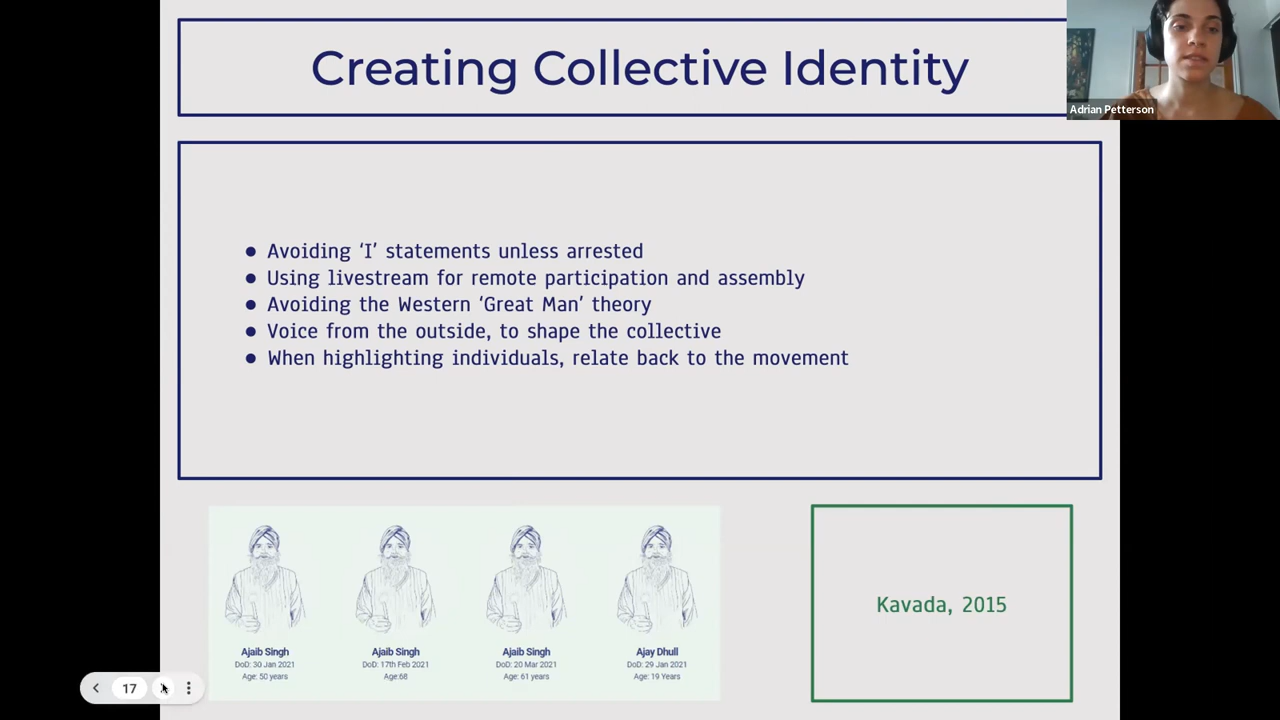 Creating Collective Identity
Adrian Petterson
● Avoiding ‘I’ statements unless arrested
● Using livestream for remote participation and assembly
● Avoiding the Western ‘Great Man’ theory
● Voice from the outside, to shape the collective
● When highlighting individuals, relate back to the movement
Ajaib Singh
DoD: 30 Jan 2021
Age: 50 years
Ajaib Singh
DoD: 17th Feb 2021
Age:68
Ajaib Singh
DoD: 20 Mar 2021
Age: 61 years
Ajay Dhull
DoD: 29 Jan 2021
Age: 19 Years
Kavada, 2015
17